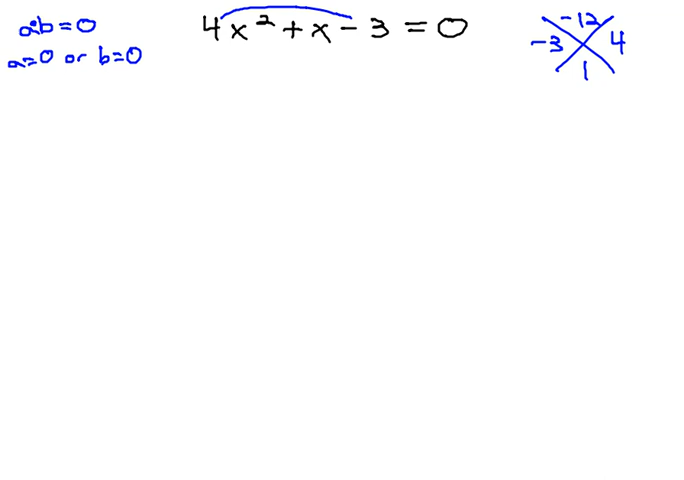 a·b=0
4x² + x - 3 = 0
a=0 or b=0
-12
-3 4
1